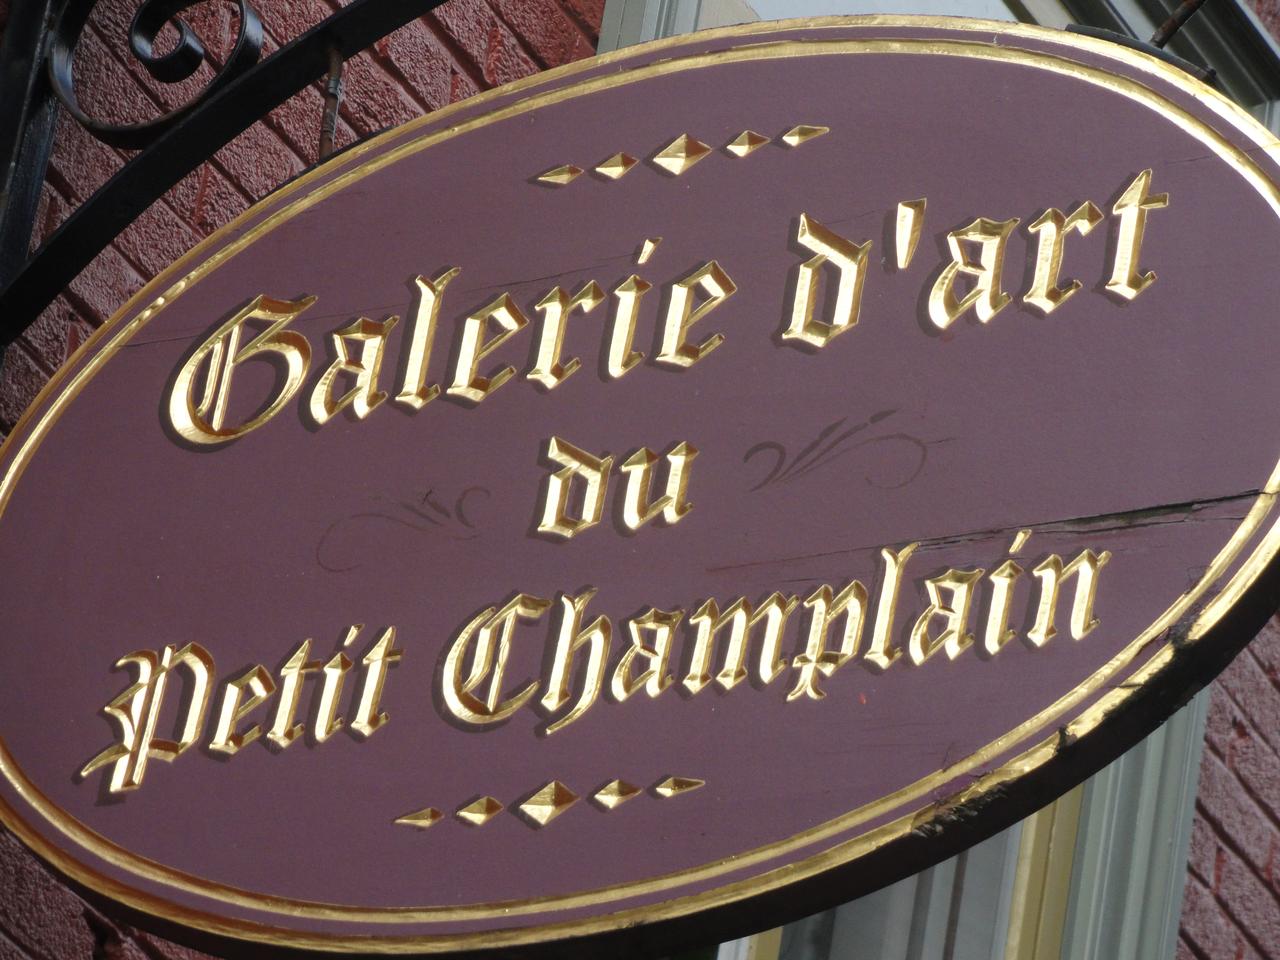 Galerie d'art
du
Petit Champlain